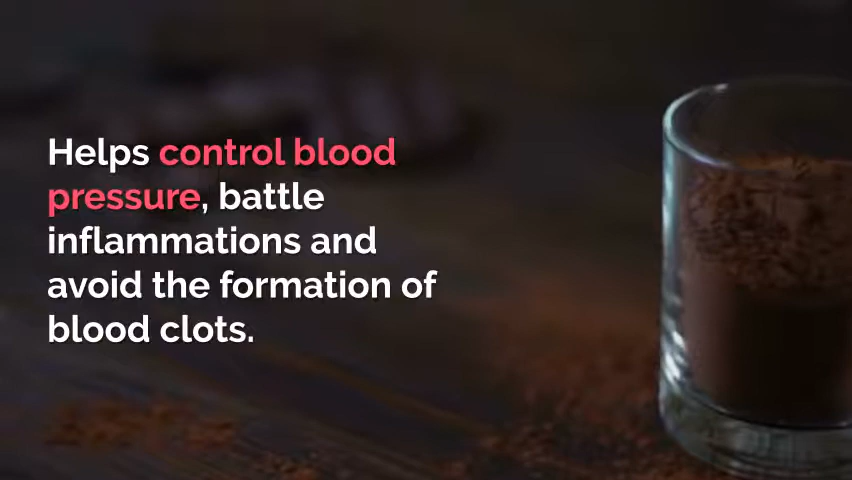 Helps control blood
pressure, battle
inflammations and
avoid the formation of
blood clots.